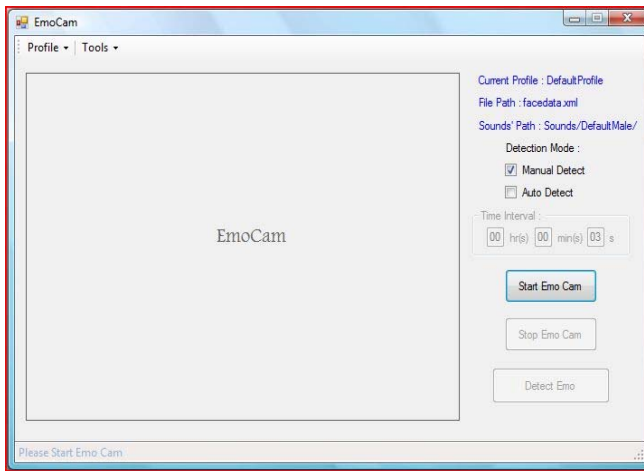 EmoCam
Profile Tools
Current Profile : DefaultProfile
File Path : facedata.xml
Sounds' Path : Sounds/DefaultMale/
Detection Mode :
Manual Detect
Auto Detect
Time Interval :
00 hr(s) 00 min(s) 03 s
EmoCam
Start Emo Cam
Stop Emo Cam
Detect Emo
Please Start Emo Cam